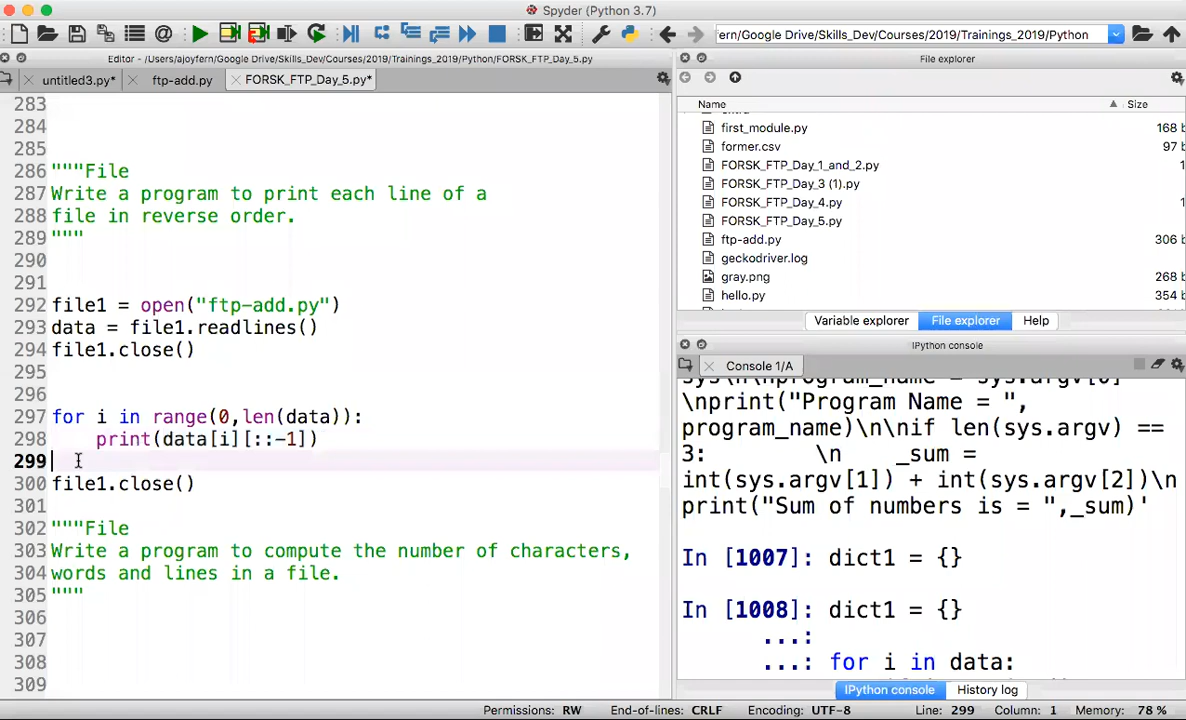 Spyder (Python 3.7)
fern/Google Drive/Skills_Dev/Courses/2019/Trainings_2019/Python
Editor - /Users/ajoyfern/Google Drive/Skills_Dev/Courses/2019/Trainings_2019/Python/FORSK_FTP_Day_5.py
untitled3.py*
ftp-add.py
FORSK_FTP_Day_5.py*
283
284
285
286 """File
287 Write a program to print each line of a
288 file in reverse order.
289 """
290
291
292 file1 = open("ftp-add.py")
293 data = file1.readlines()
294 file1.close()
295
296
297 for i in range(0,len(data)):
298 print(data[i][::-1])
299
300 file1.close()
301
302 """File
303 Write a program to compute the number of characters,
304 words and lines in a file.
305 """
306
307
308
309
File explorer
Name Size
first_module.py 168 b
former.csv 97 b
FORSK_FTP_Day_1_and_2.py 1
FORSK_FTP_Day_3 (1).py
FORSK_FTP_Day_4.py 1
FORSK_FTP_Day_5.py
ftp-add.py 306 b
geckodriver.log
gray.png 268 b
hello.py 354 b
Variable explorer File explorer Help
IPython console
Console 1/A
sys\n\nprogram_name = sys.argv[0]
\nprint("Program Name = ",
program_name)\n\nif len(sys.argv) ==
3: \n _sum =
int(sys.argv[1]) + int(sys.argv[2])\n
print("Sum of numbers is = ",_sum)'
In [1007]: dict1 = {}
In [1008]: dict1 = {}
...:
...: for i in data:
IPython console History log
Permissions: RW End-of-lines: CRLF Encoding: UTF-8 Line: 299 Column: 1 Memory: 78 %